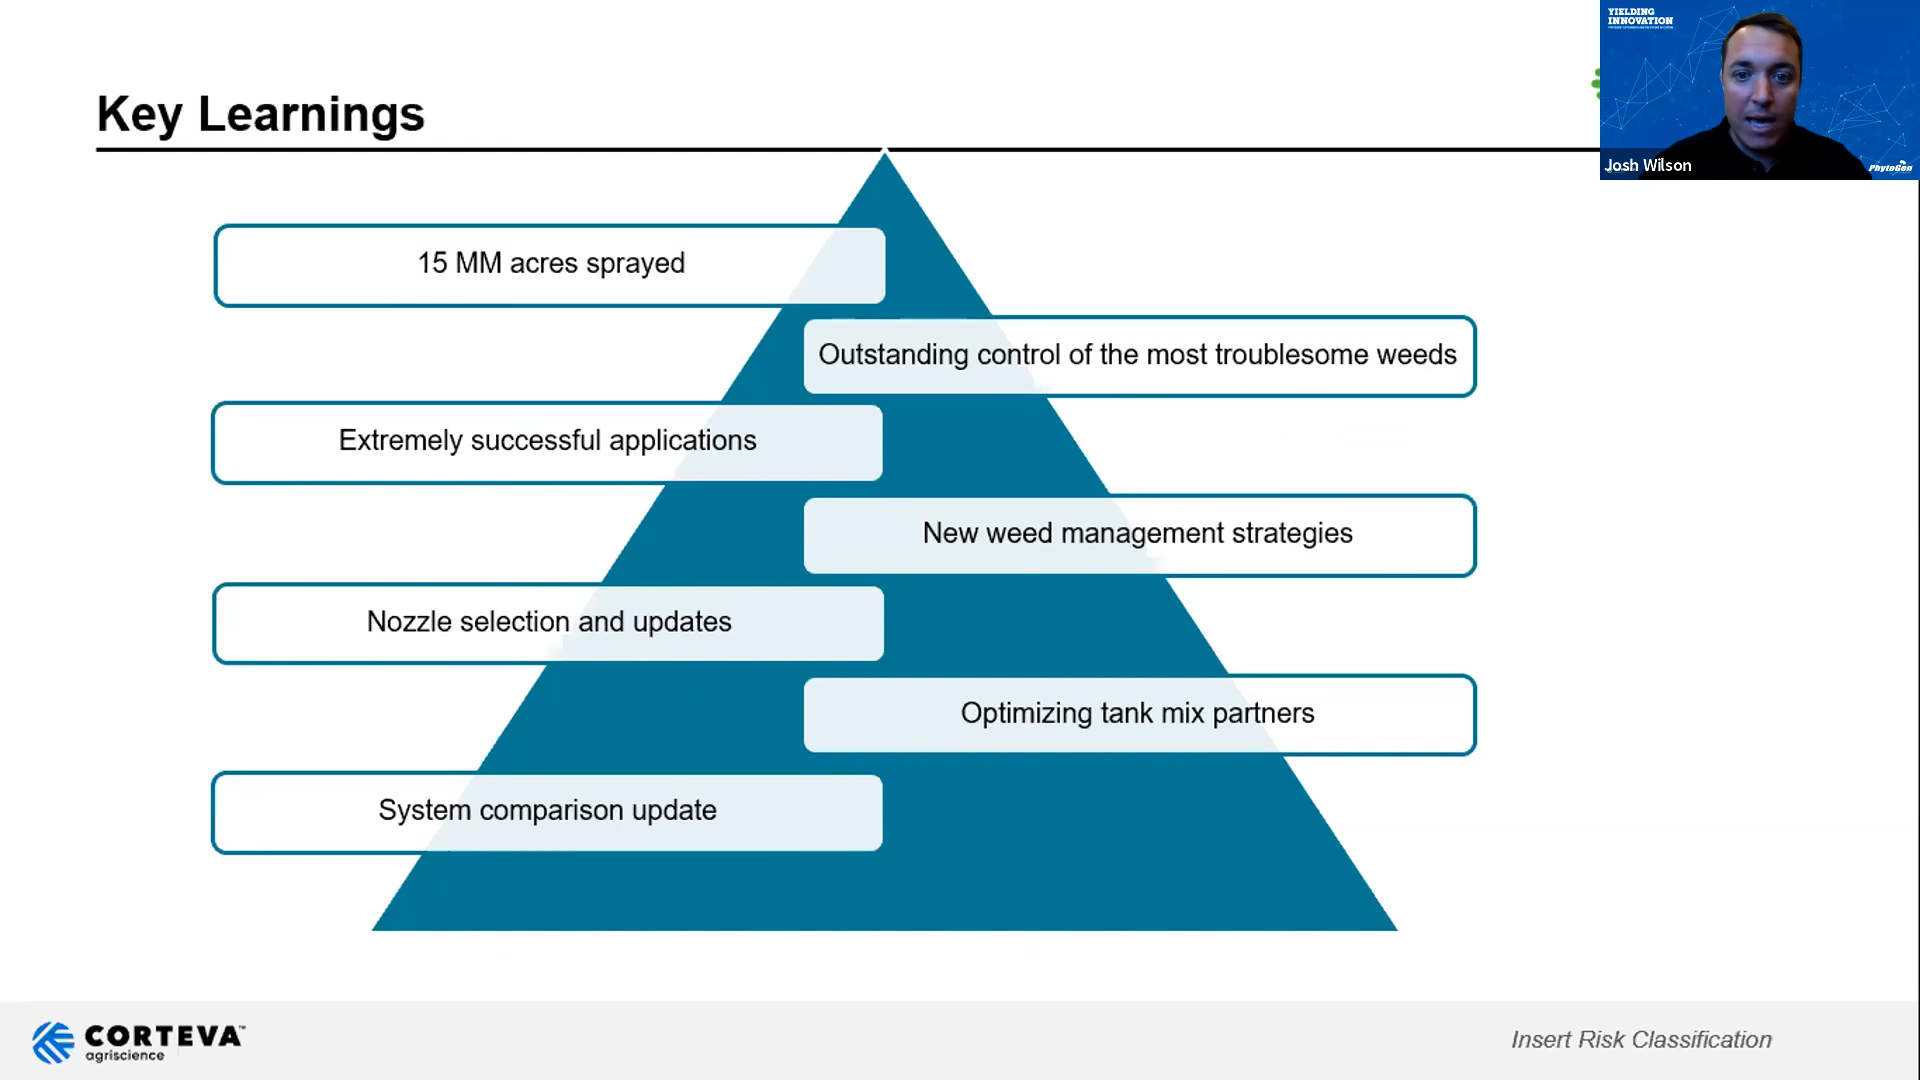 YIELDING
INNOVATION
Josh Wilson
PhytoGen
Key Learnings
15 MM acres sprayed
Outstanding control of the most troublesome weeds
Extremely successful applications
New weed management strategies
Nozzle selection and updates
Optimizing tank mix partners
System comparison update
CORTEVA™
agriscience
Insert Risk Classification